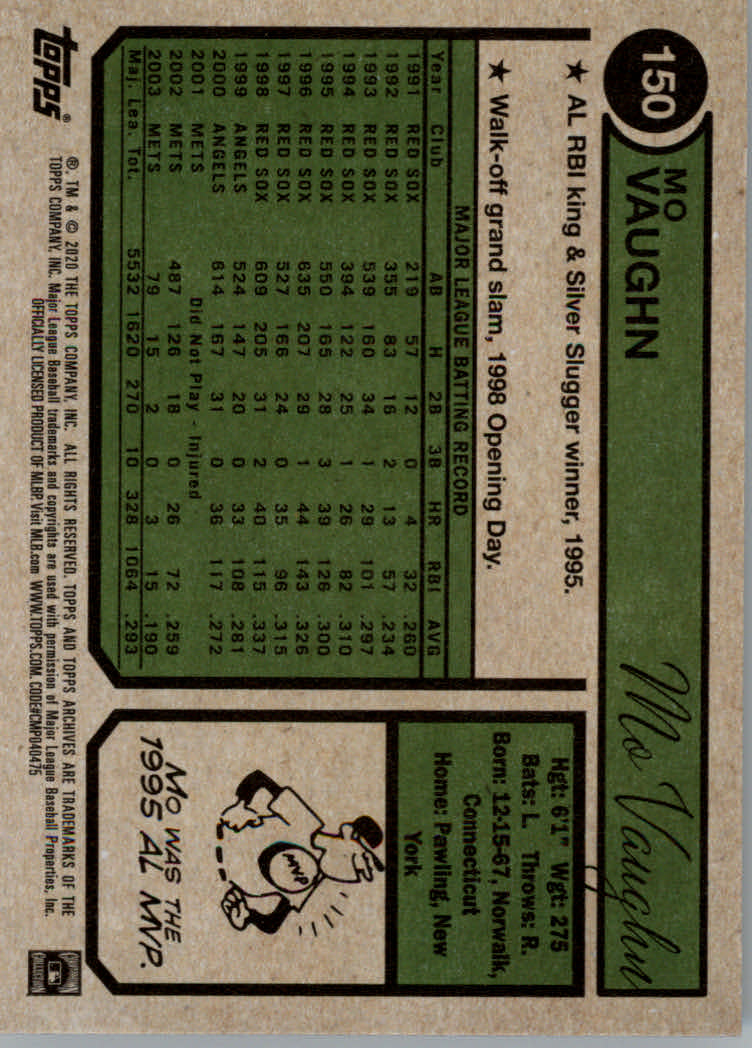 150
MO
VAUGHN
Mo Vaughn
★ AL RBI king & Silver Slugger winner, 1995.
★ Walk-off grand slam, 1998 Opening Day.
MAJOR LEAGUE BATTING RECORD
Year Club AB H 2B 3B HR RBI AVG
1991 RED SOX 219 57 12 0 4 32 .260
1992 RED SOX 355 83 16 2 13 57 .234
1993 RED SOX 539 160 34 1 29 101 .297
1994 RED SOX 394 122 25 1 26 82 .310
1995 RED SOX 550 165 28 3 39 126 .300
1996 RED SOX 635 207 29 1 44 143 .326
1997 RED SOX 527 166 24 0 35 96 .315
1998 RED SOX 609 205 31 2 40 115 .337
1999 ANGELS 524 147 20 0 33 108 .281
2000 ANGELS 614 167 31 0 36 117 .272
2001 METS Did Not Play - Injured
2002 METS 487 126 18 0 26 72 .259
2003 METS 79 15 2 0 3 15 .190
Maj. Lea. Tot. 5532 1620 270 10 328 1064 .293
Hgt: 6'1" Wgt: 275
Bats: L. Throws: R.
Born: 12-15-67, Norwalk,
Connecticut
Home: Pawling, New
York
MVP
MO WAS THE
1995 AL MVP.
topps®
®, TM & © 2020 THE TOPPS COMPANY, INC. ALL RIGHTS RESERVED. TOPPS AND TOPPS ARCHIVES ARE TRADEMARKS OF THE
TOPPS COMPANY, INC. Major League Baseball trademarks and copyrights are used with permission of Major League Baseball Properties, Inc.
OFFICIALLY LICENSED PRODUCT OF MLBP. Visit MLB.com WWW.TOPPS.COM. CODE#CMP040475
COOPERSTOWN
COLLECTION